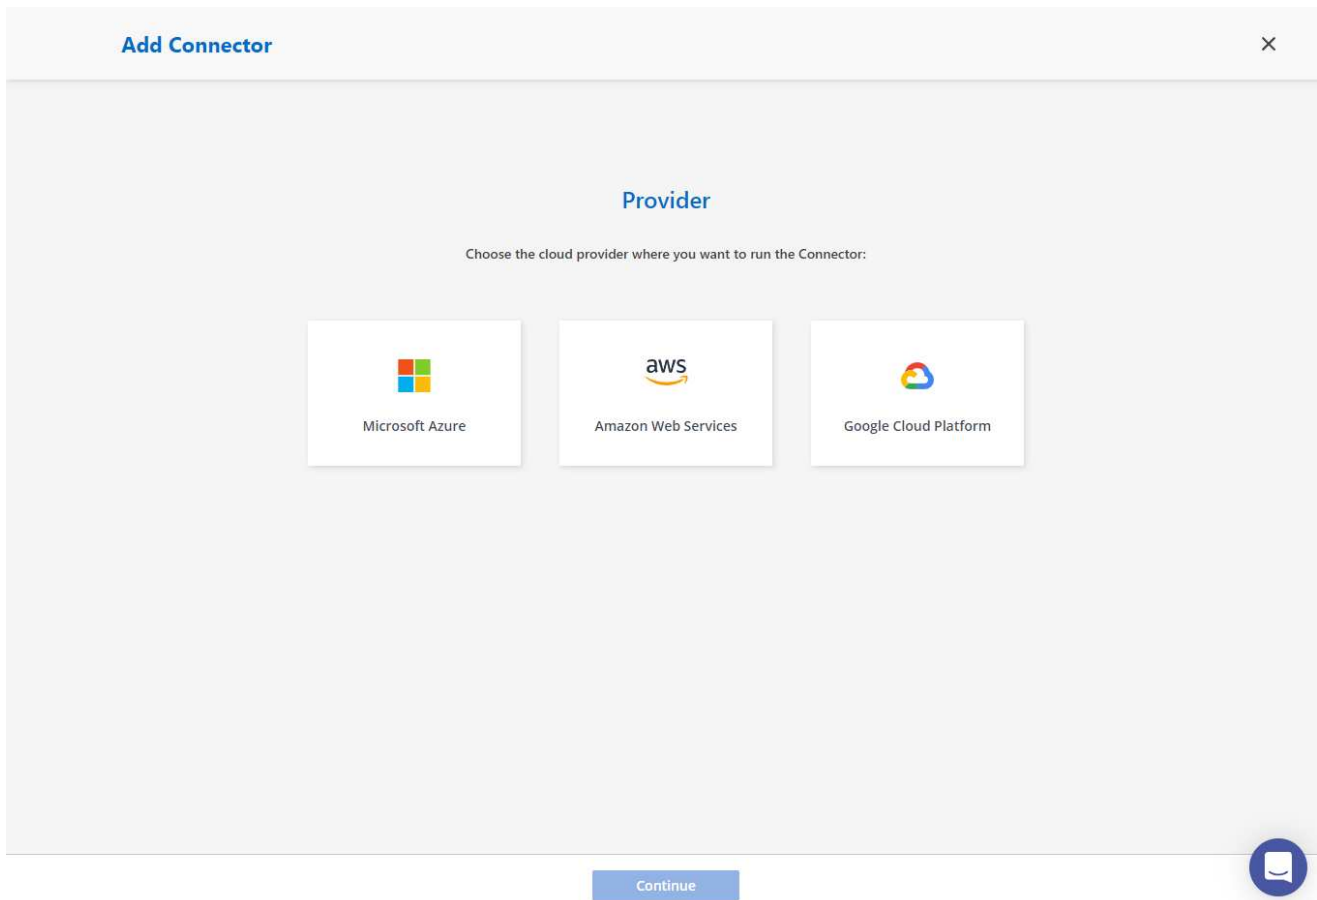 Add Connector
Provider
Choose the cloud provider where you want to run the Connector:
aws
Microsoft Azure
Amazon Web Services
Google Cloud Platform
Continue